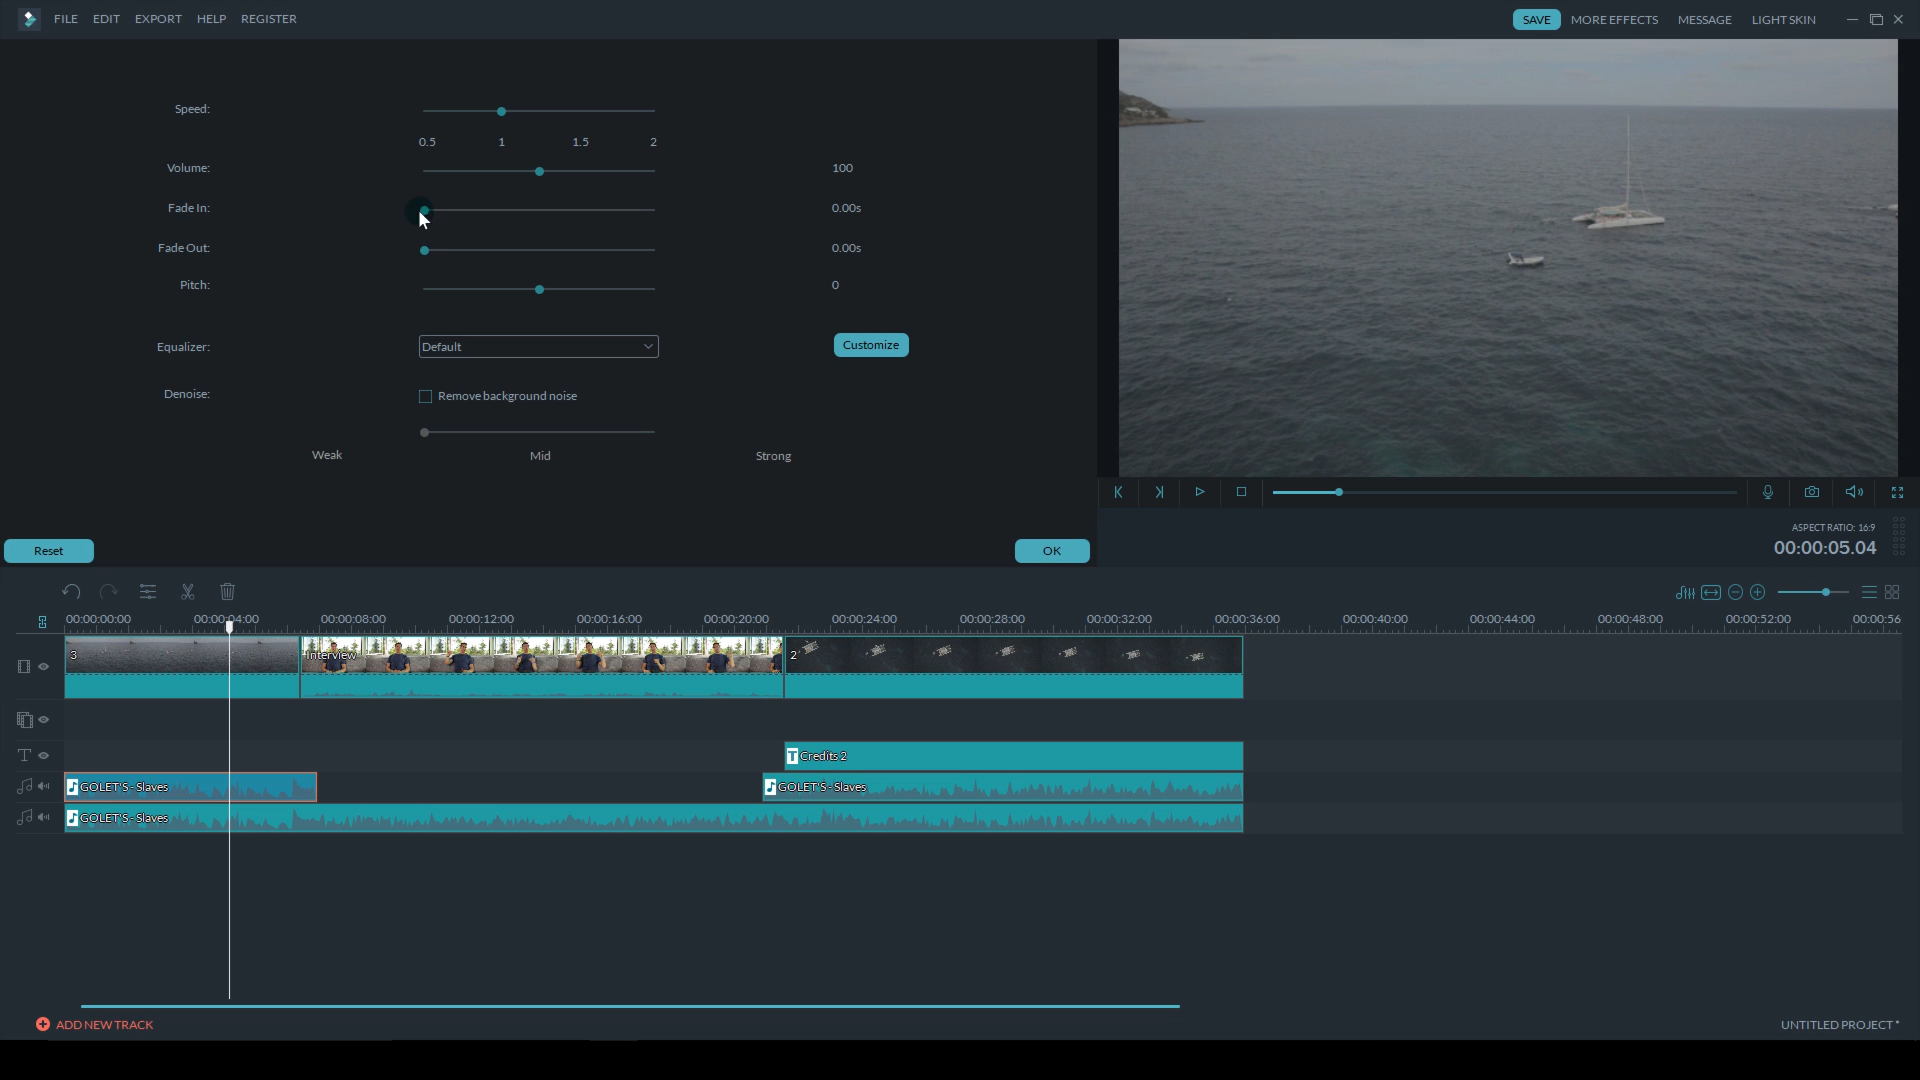 FILE EDIT EXPORT HELP REGISTER SAVE MORE EFFECTS MESSAGE LIGHT SKIN
Speed:
0.5 1 1.5 2
Volume: 100
Fade In: 0.00s
Fade Out: 0.00s
Pitch: 0
Equalizer: Default Customize
Denoise: Remove background noise
Weak Mid Strong
ASPECT RATIO: 16:9
00:00:05.04
Reset OK
00:00:00:00 00:00:04:00 00:00:08:00 00:00:12:00 00:00:16:00 00:00:20:00 00:00:24:00 00:00:28:00 00:00:32:00 00:00:36:00 00:00:40:00 00:00:44:00 00:00:48:00 00:00:52:00 00:00:56
3 Interview 2
T Credits 2
GOLET'S - Slaves GOLET'S - Slaves
GOLET'S - Slaves
ADD NEW TRACK UNTITLED PROJECT *